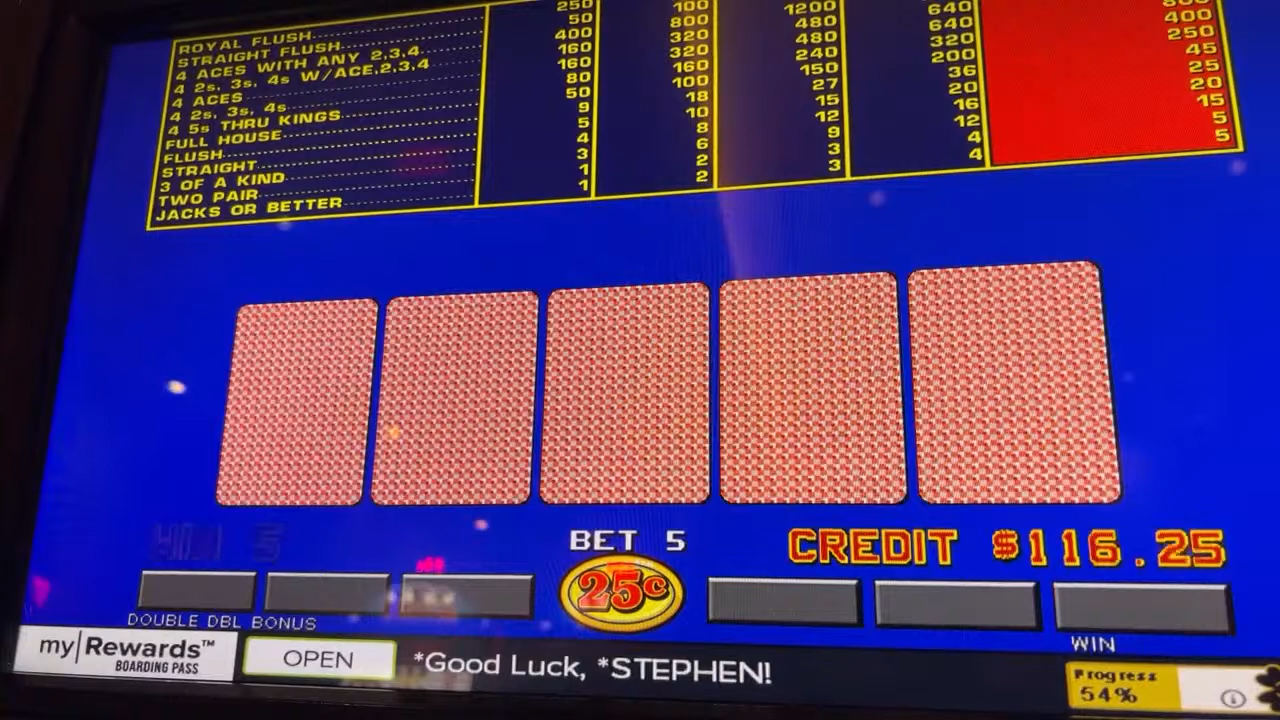 ROYAL FLUSH 250
STRAIGHT FLUSH 50 100
4 ACES WITH ANY 2,3,4 400 800 1200
4 2s, 3s, 4s W/ACE,2,3,4 160 320 480 640
4 ACES 160 320 480 640 800
4 2s, 3s, 4s 80 160 240 320 400
4 5s THRU KINGS 50 100 150 200 250
FULL HOUSE 9 18 27 36 45
FLUSH 5 10 15 20 25
STRAIGHT 4 8 12 16 20
3 OF A KIND 3 6 9 12 15
TWO PAIR 1 2 3 4 5
JACKS OR BETTER 1 2 3 4 5
BET 5 CREDIT $116.25
25¢
DOUBLE DBL BONUS
WIN
my|Rewards™
BOARDING PASS
OPEN
*Good Luck, *STEPHEN!
Progress
54%